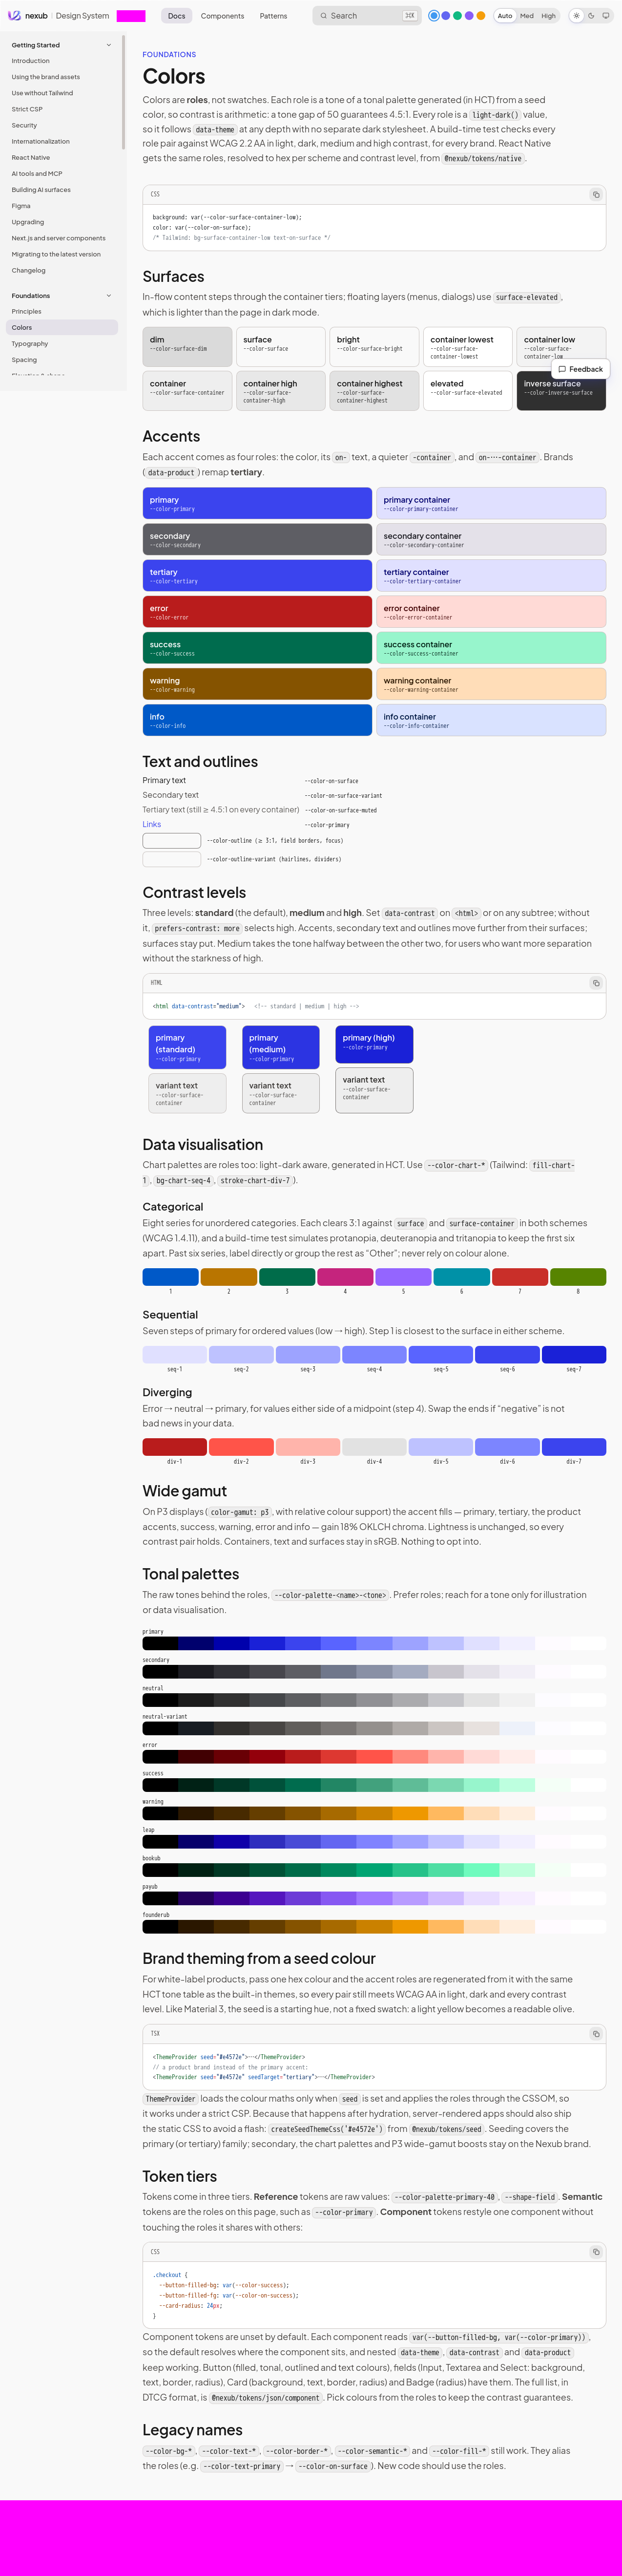 nexub | Design System
Docs Components Patterns
Search ⌘K
Auto Med High
Getting Started
Introduction
Using the brand assets
Use without Tailwind
Strict CSP
Security
Internationalization
React Native
AI tools and MCP
Building AI surfaces
Figma
Upgrading
Next.js and server components
Migrating to the latest version
Changelog
Foundations
Principles
Colors
Typography
Spacing
FOUNDATIONS
Colors
Colors are roles, not swatches. Each role is a tone of a tonal palette generated (in HCT) from a seed
color, so contrast is arithmetic: a tone gap of 50 guarantees 4.5:1. Every role is a light-dark() value,
so it follows data-theme at any depth with no dark stylesheet. A build-time test checks every
role pair against WCAG 2.2 AA in light, dark, medium and high contrast, for every brand. React Native
gets the same roles, resolved to hex per scheme and contrast level, from @nexub/tokens/native.
CSS
background: var(--color-surface-container-low);
color: var(--color-on-surface);
/* Tailwind: bg-surface-container-low text-on-surface */
Surfaces
In-flow content steps through the container tiers; floating layers (menus, dialogs) use surface-elevated,
which is lighter than the page in dark mode.
dim
--color-surface-dim
surface
--color-surface
bright
--color-surface-bright
container lowest
--color-surface-
container-lowest
container low
--color-surface-
container-low
Feedback
container
--color-surface-container
container high
--color-surface-
container-high
container highest
--color-surface-
container-highest
elevated
--color-surface-elevated
inverse surface
--color-inverse-surface
Accents
Each accent comes as four roles: the color, its on- text, a quieter -container, and on-···-container. Brands
(data-product) remap tertiary.
primary
--color-primary
primary container
--color-primary-container
secondary
--color-secondary
secondary container
--color-secondary-container
tertiary
--color-tertiary
tertiary container
--color-tertiary-container
error
--color-error
error container
--color-error-container
success
--color-success
success container
--color-success-container
warning
--color-warning
warning container
--color-warning-container
info
--color-info
info container
--color-info-container
Text and outlines
Primary text --color-on-surface
Secondary text --color-on-surface-variant
Tertiary text (still ≥ 4.5:1 on every container) --color-on-surface-muted
Links --color-primary
--color-outline (≥ 3:1, field borders, focus)
--color-outline-variant (hairlines, dividers)
Contrast levels
Three levels: standard (the default), medium and high. Set data-contrast on <html> or on any subtree; without
it, prefers-contrast: more selects high. Accents, secondary text and outlines move further from their surfaces;
surfaces stay put. Medium takes the tone halfway between the other two, for users who want more separation
without the starkness of high.
HTML
<html data-contrast="medium"> <!-- standard | medium | high -->
primary
(standard)
--color-primary
variant text
--color-surface-
container
primary
(medium)
--color-primary
variant text
--color-surface-
container
primary (high)
--color-primary
variant text
--color-surface-
container
Data visualisation
Chart palettes are roles too: light-dark aware, generated in HCT. Use --color-chart-* (Tailwind: fill-chart-
1, bg-chart-seq-4, stroke-chart-div-7).
Categorical
Eight series for unordered categories. Each clears 3:1 against surface and surface-container in both schemes
(WCAG 1.4.11), and a build-time test simulates protanopia, deuteranopia and tritanopia to keep the first six
apart. Past six series, label directly or group the rest as “Other”; never rely on colour alone.
1 2 3 4 5 6 7 8
Sequential
Seven steps of primary for ordered values (low → high). Step 1 is closest to the surface in either scheme.
seq-1 seq-2 seq-3 seq-4 seq-5 seq-6 seq-7
Diverging
Error → neutral → primary, for values either side of a midpoint (step 4). Swap the ends if “negative” is not
bad news in your data.
div-1 div-2 div-3 div-4 div-5 div-6 div-7
Wide gamut
On P3 displays (color-gamut: p3, with relative colour support) the accent fills — primary, tertiary, the product
accents, success, warning, error and info — gain 18% OKLCH chroma. Lightness is unchanged, so every
contrast pair holds. Containers, text and surfaces stay in sRGB. Nothing to opt into.
Tonal palettes
The raw tones behind the roles, --color-palette-<name>-<tone>. Prefer roles; reach for a tone only for illustration
or data visualisation.
primary
secondary
neutral
neutral-variant
error
success
warning
leap
bookub
payub
founderub
Brand theming from a seed colour
For white-label products, pass one hex colour and the accent roles are regenerated from it with the same
HCT tone table as the built-in themes, so every pair still meets WCAG AA in light, dark and every contrast
level. Like Material 3, the seed is a starting hue, not a fixed swatch: a light yellow becomes a readable olive.
TSX
<ThemeProvider seed="#e4572e">···</ThemeProvider>
// a product brand instead of the primary accent:
<ThemeProvider seed="#e4572e" seedTarget="tertiary">···</ThemeProvider>
ThemeProvider loads the colour maths only when seed is set and applies the roles through the CSSOM, so
it works under a strict CSP. Because that happens after hydration, server-rendered apps should also ship
the static CSS to avoid a flash: createSeedThemeCss('#e4572e') from @nexub/tokens/seed. Seeding covers the
primary (or tertiary) family; secondary, the chart palettes and P3 wide-gamut boosts stay on the Nexub brand.
Token tiers
Tokens come in three tiers. Reference tokens are raw values: --color-palette-primary-40, --shape-field. Semantic
tokens are the roles on this page, such as --color-primary. Component tokens restyle one component without
touching the roles it shares with others:
CSS
.checkout {
--button-filled-bg: var(--color-success);
--button-filled-fg: var(--color-on-success);
--card-radius: 24px;
}
Component tokens are unset by default. Each component reads var(--button-filled-bg, var(--color-primary)),
so the default resolves where the component sits, and nested data-theme, data-contrast and data-product
keep working. Button (filled, tonal, outlined and text colours), fields (Input, Textarea and Select: background,
text, border, radius), Card (background, text, border, radius) and Badge (radius) have them. The full list, in
DTCG format, is @nexub/tokens/json/component. Pick colours from the roles to keep the contrast guarantees.
Legacy names
--color-bg-*, --color-text-*, --color-border-*, --color-semantic-* and --color-fill-* still work. They alias
the roles (e.g. --color-text-primary → --color-on-surface). New code should use the roles.